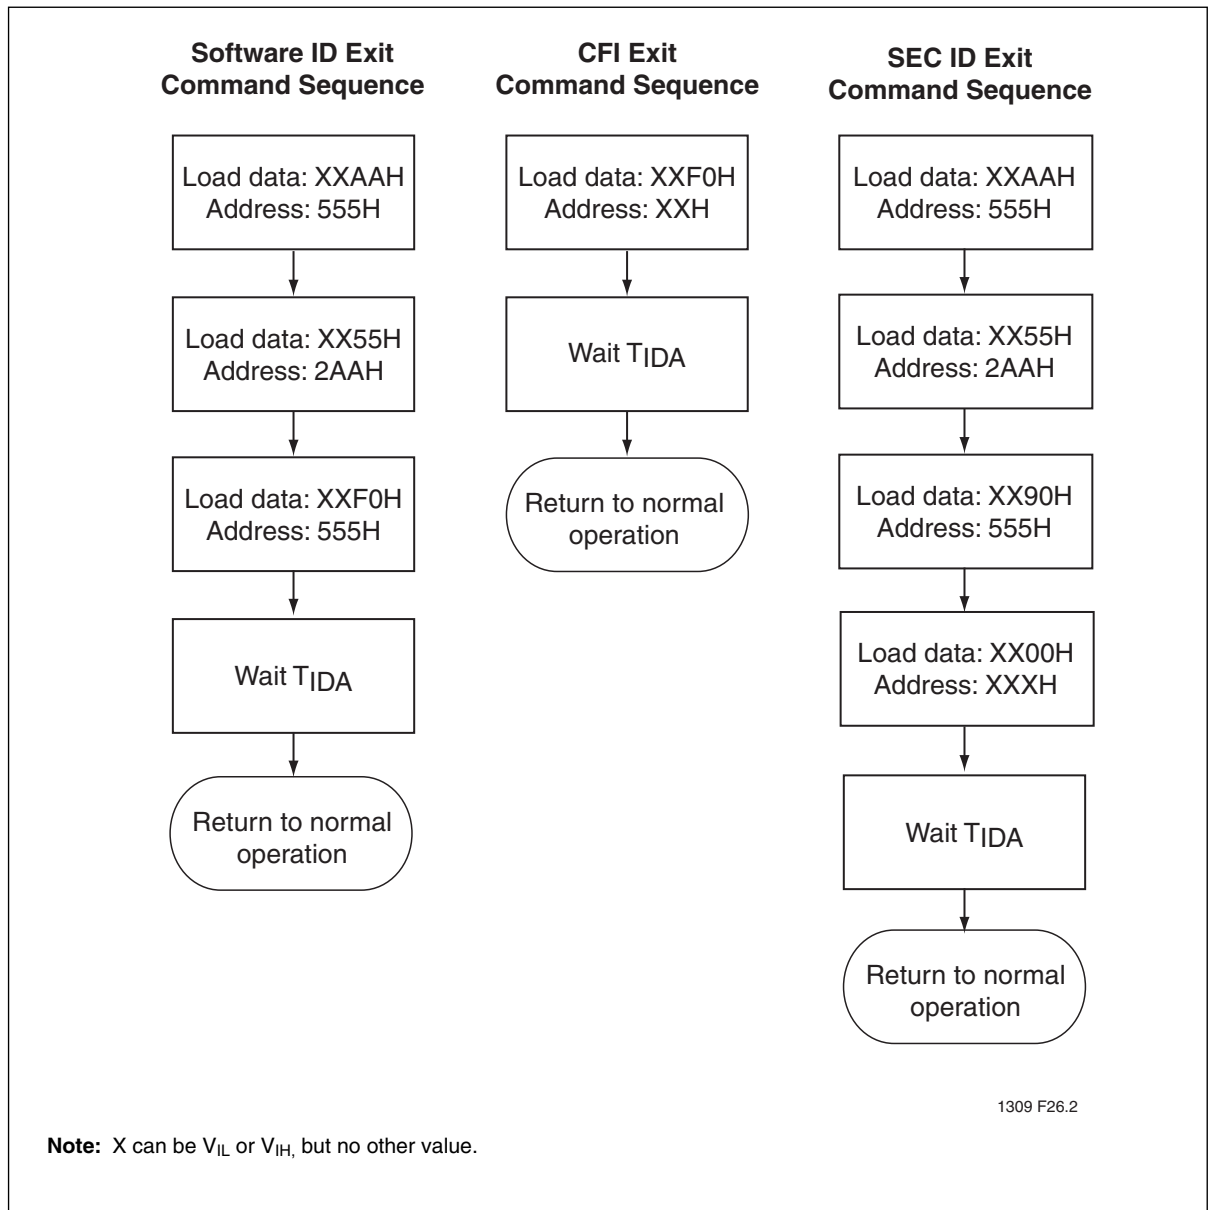 Software ID Exit
Command Sequence
Load data: XXAAH
Address: 555H
Load data: XX55H
Address: 2AAH
Load data: XXF0H
Address: 555H
Wait TIDA
Return to normal
operation
CFI Exit
Command Sequence
Load data: XXF0H
Address: XXH
Wait TIDA
Return to normal
operation
SEC ID Exit
Command Sequence
Load data: XXAAH
Address: 555H
Load data: XX55H
Address: 2AAH
Load data: XX90H
Address: 555H
Load data: XX00H
Address: XXXH
Wait TIDA
Return to normal
operation
1309 F26.2
Note: X can be VIL or VIH, but no other value.